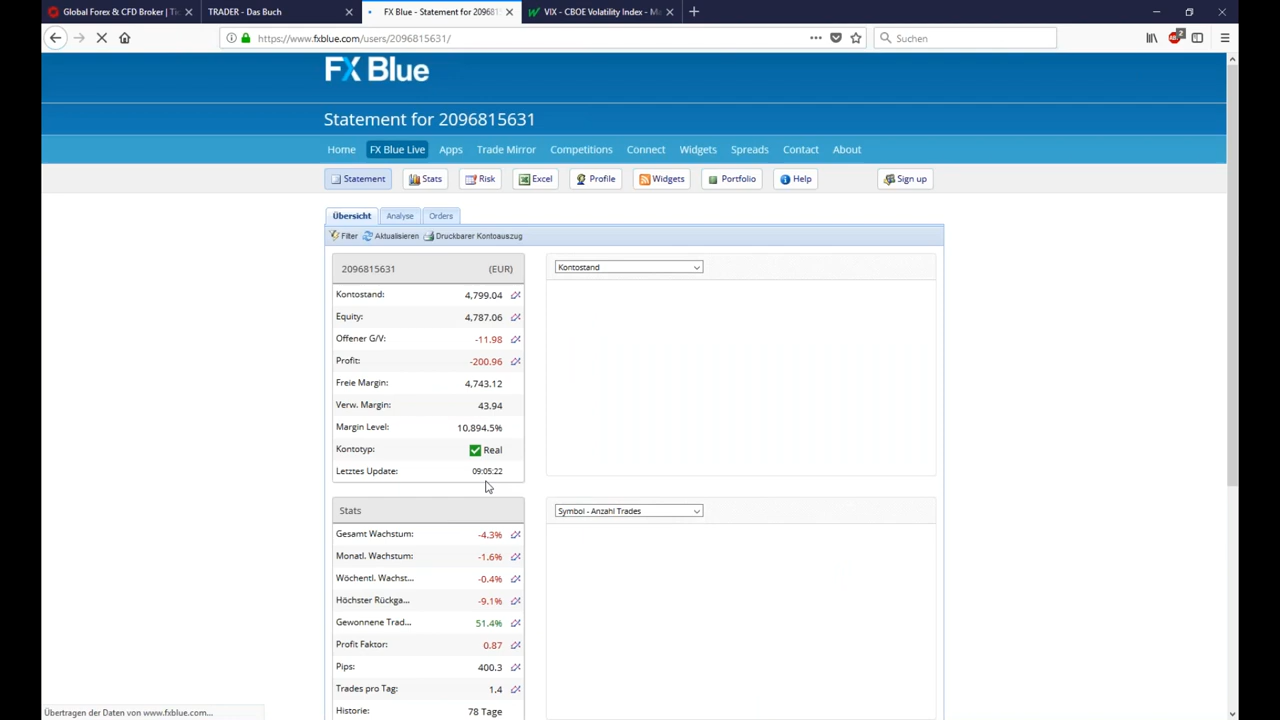 Global Forex & CFD Broker | Ti
TRADER - Das Buch
FX Blue - Statement for 209681
VIX - CBOE Volatility Index - Ma
https://www.fxblue.com/users/2096815631/
Suchen
2
FX Blue
Statement for 2096815631
Home FX Blue Live Apps Trade Mirror Competitions Connect Widgets Spreads Contact About
Statement Stats Risk Excel Profile Widgets Portfolio Help Sign up
Übersicht Analyse Orders
Filter Aktualisieren Druckbarer Kontoauszug
2096815631 (EUR)
Kontostand: 4,799.04
Equity: 4,787.06
Offener G/V: -11.98
Profit: -200.96
Freie Margin: 4,743.12
Verw. Margin: 43.94
Margin Level: 10,894.5%
Kontotyp: Real
Letztes Update: 09:05:22
Kontostand
Stats
Gesamt Wachstum: -4.3%
Monatl. Wachstum: -1.6%
Wöchentl. Wachst... -0.4%
Höchster Rückga... -9.1%
Gewonnene Trad... 51.4%
Profit Faktor: 0.87
Pips: 400.3
Trades pro Tag: 1.4
Historie: 78 Tage
Symbol - Anzahl Trades
Übertragen der Daten von www.fxblue.com...